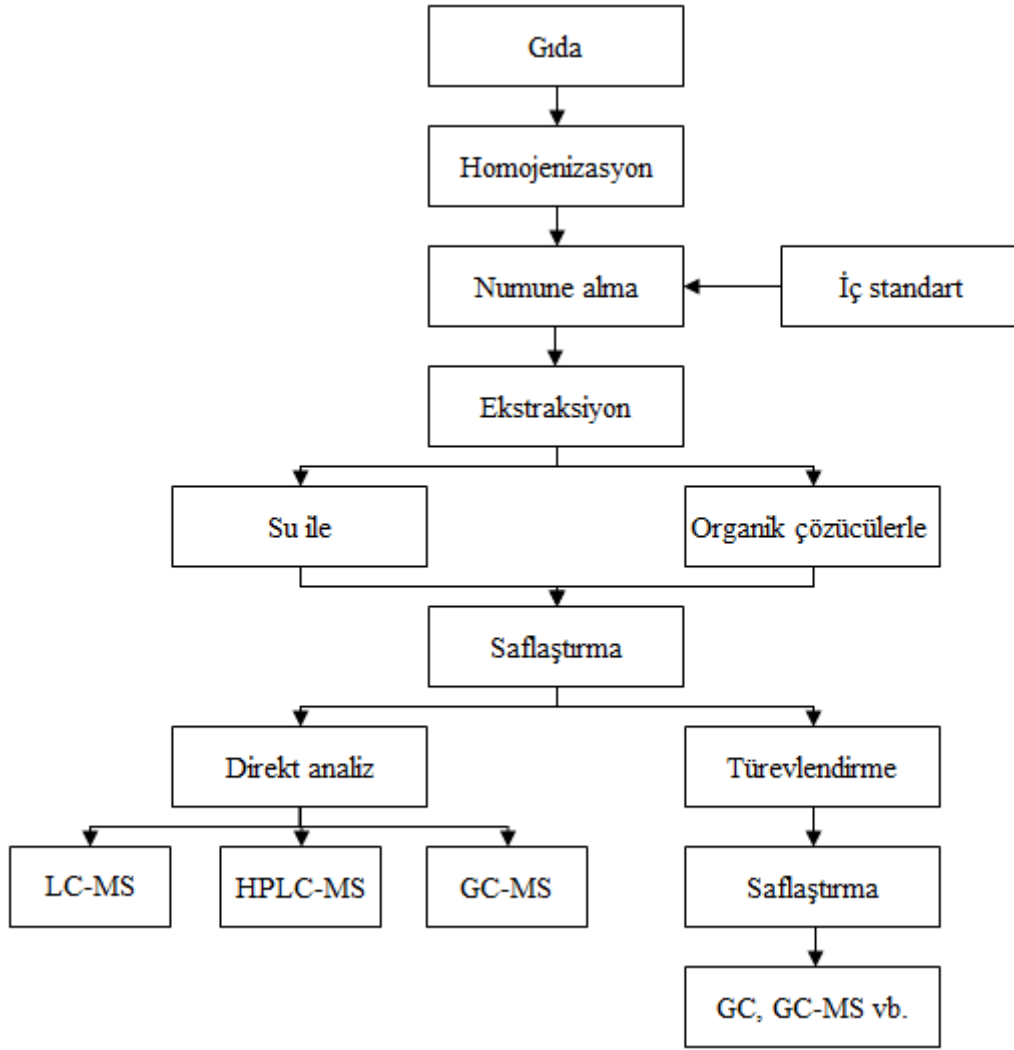 Gıda
Homojenizasyon
Numune alma
İç standart
Ekstraksiyon
Su ile
Organik çözücülerle
Saflaştırma
Direkt analiz
Türevlendirme
LC-MS
HPLC-MS
GC-MS
Saflaştırma
GC, GC-MS vb.